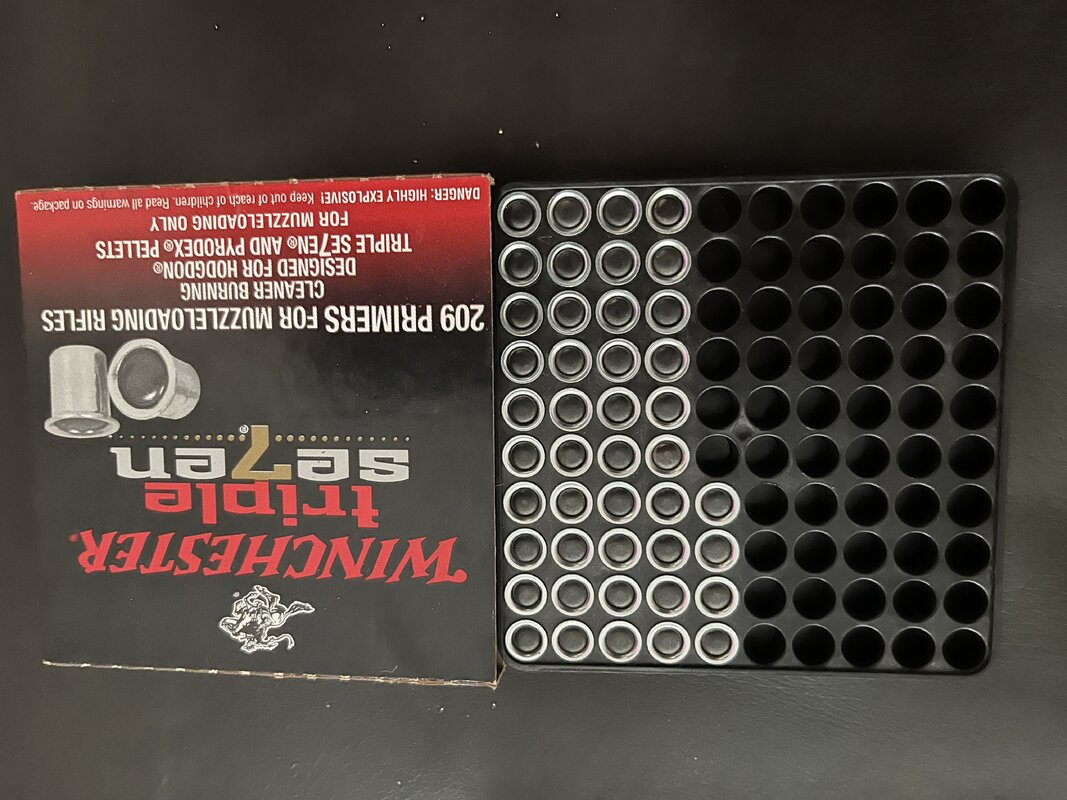 WINCHESTER®
triple
se7en®
209 PRIMERS FOR MUZZLELOADING RIFLES
CLEANER BURNING
DESIGNED FOR HODGDON®
TRIPLE SE7EN® AND PYRODEX® PELLETS
FOR MUZZLELOADING ONLY
DANGER: HIGHLY EXPLOSIVE! Keep out of reach of children. Read all warnings on package.